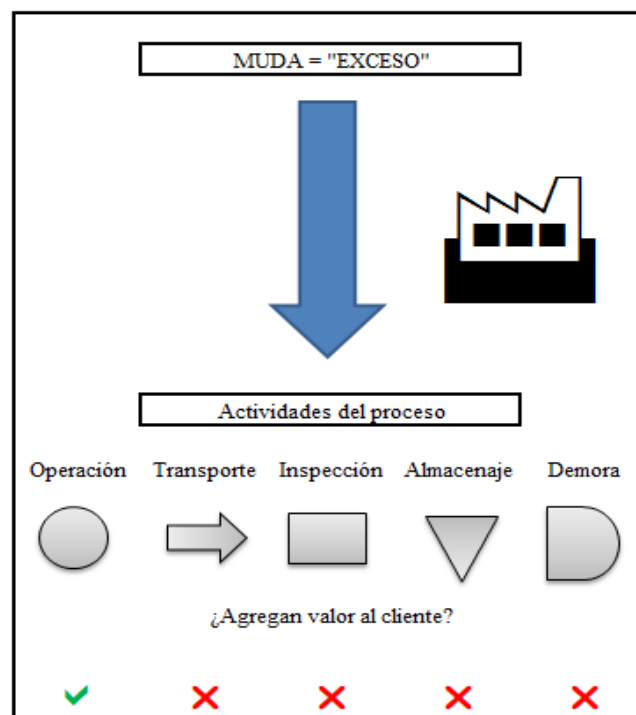 MUDA = "EXCESO"
Actividades del proceso
Operación Transporte Inspección Almacenaje Demora
¿Agregan valor al cliente?